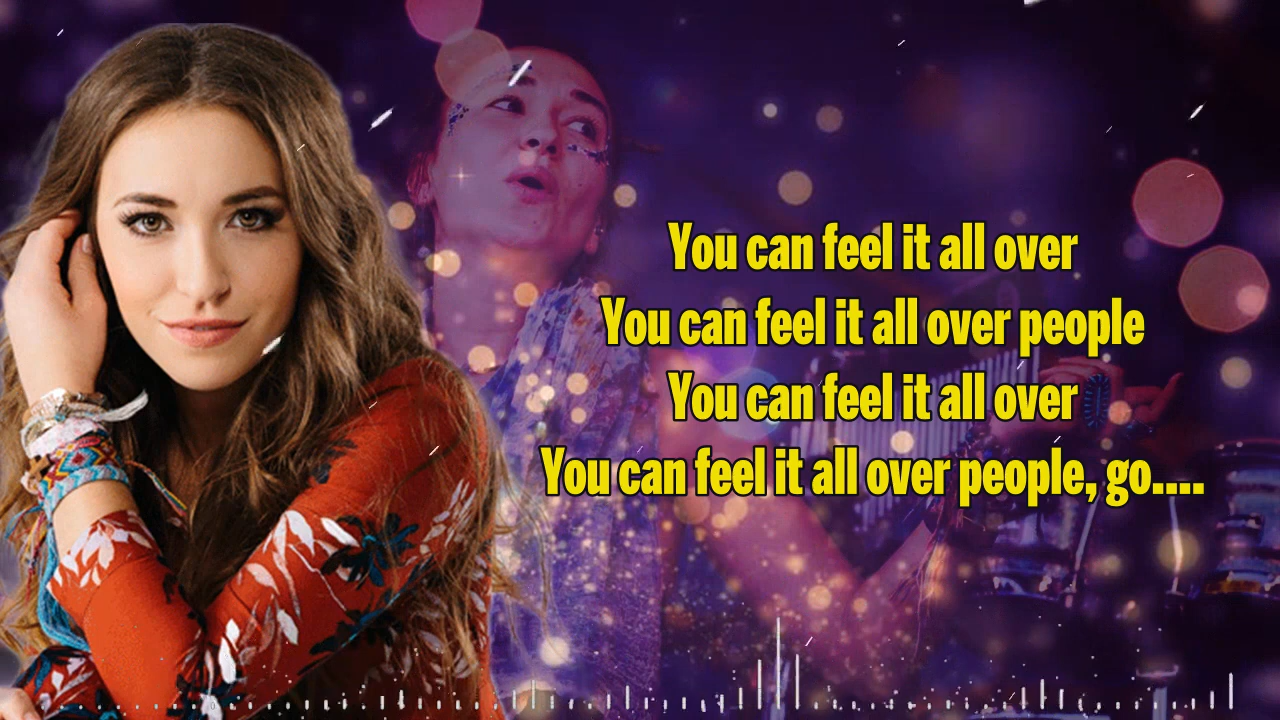 You can feel it all over
You can feel it all over people
You can feel it all over
You can feel it all over people, go....